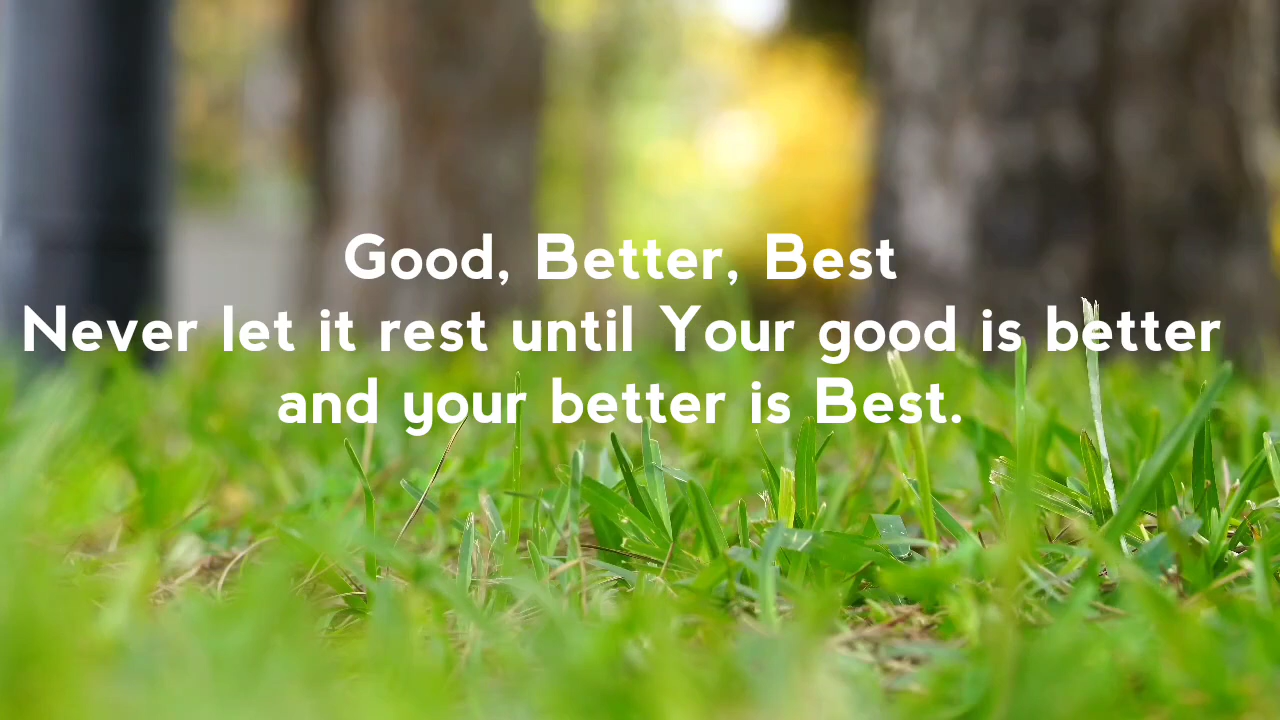 Good, Better, Best
Never let it rest until Your good is better
and your better is Best.